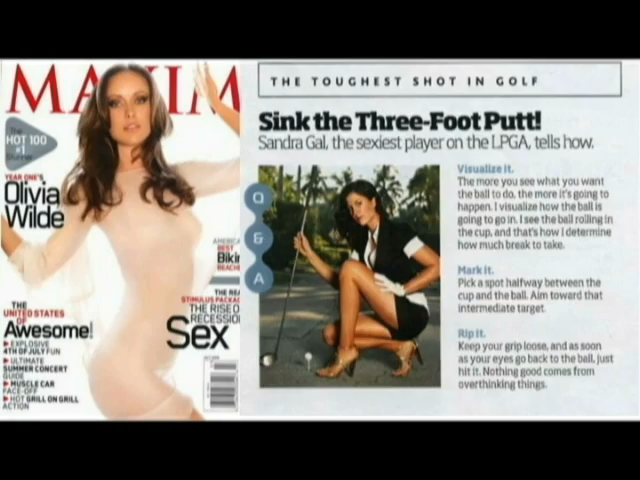 MAXIM
The
HOT 100
#1
YEAR ONE'S
Olivia
Wilde
AMERICA
BEST
Bikin
BEACHE
THE
UNITED STATES
OF
Awesome!
EXPLOSIVE
4TH OF JULY FUN
ULTIMATE
SUMMER CONCERT
GUIDE
MUSCLE CAR
FACE-OFF
HOT GRILL ON GRILL
ACTION
THE REA
STIMULUS PACKAG
THE RISE O
RECESSIO
Sex
THE TOUGHEST SHOT IN GOLF
Sink the Three-Foot Putt!
Sandra Gal, the sexiest player on the LPGA, tells how.
Q
&
A
Visualize it.
The more you see what you want
the ball to do, the more it's going to
happen. I visualize how the ball is
going to go in. I see the ball rolling in
the cup, and that's how I determine
how much break to take.
Mark it.
Pick a spot halfway between the
cup and the ball. Aim toward that
intermediate target.
Rip it.
Keep your grip loose, and as soon
as your eyes go back to the ball, just
hit it. Nothing good comes from
overthinking things.